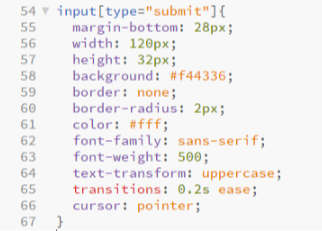 54 input[type="submit"]{
55 margin-bottom: 28px;
56 width: 120px;
57 height: 32px;
58 background: #f44336;
59 border: none;
60 border-radius: 2px;
61 color: #fff;
62 font-family: sans-serif;
63 font-weight: 500;
64 text-transform: uppercase;
65 transitions: 0.2s ease;
66 cursor: pointer;
67 }